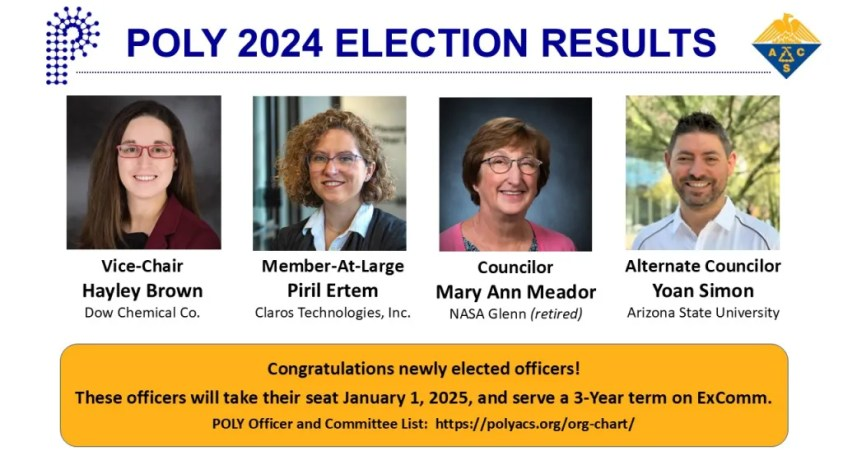 POLY 2024 ELECTION RESULTS
A C
S
Vice-Chair
Hayley Brown
Dow Chemical Co.
Member-At-Large
Piril Ertem
Claros Technologies, Inc.
Councilor
Mary Ann Meador
NASA Glenn (retired)
Alternate Councilor
Yoan Simon
Arizona State University
Congratulations newly elected officers!
These officers will take their seat January 1, 2025, and serve a 3-Year term on ExComm.
POLY Officer and Committee List: https://polyacs.org/org-chart/